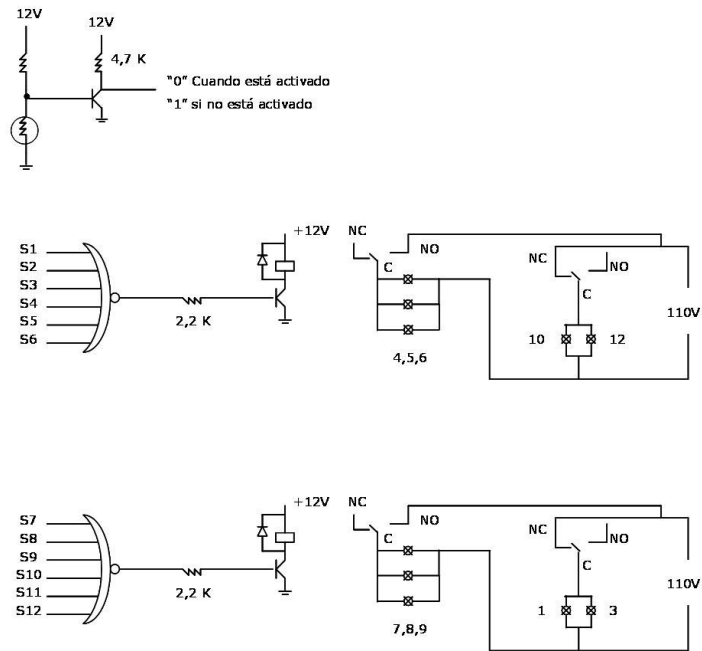 12V
12V
4,7 K
"0" Cuando está activado
"1" si no está activado
+12V
NC
NO
C
S1
S2
S3
S4
S5
S6
2,2 K
4,5,6
NC
NO
C
110V
10
12
+12V
NC
NO
C
S7
S8
S9
S10
S11
S12
2,2 K
7,8,9
NC
NO
C
110V
1
3